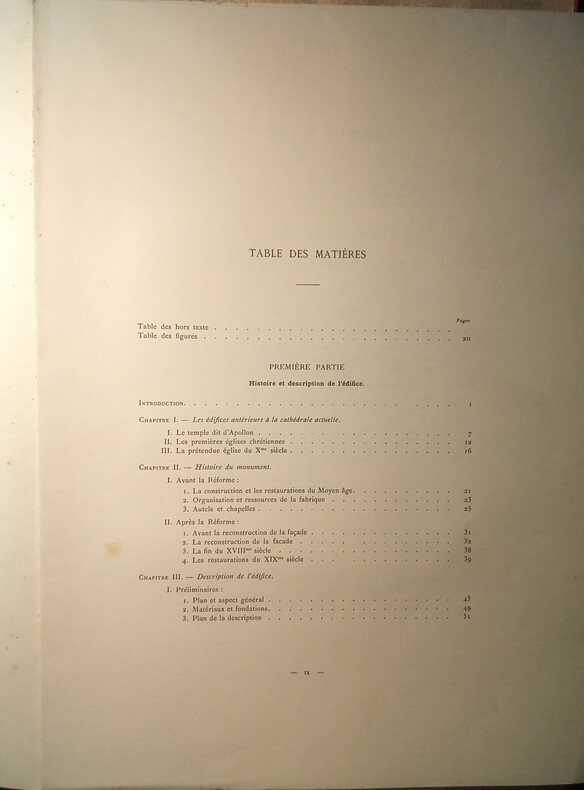 TABLE DES MATIÈRES
Pages
Table des hors texte . . . . . . . . . . . . . . . . . . .
Table des figures . . . . . . . . . . . . . . . . . . . . XII
PREMIÈRE PARTIE
Histoire et description de l'édifice.
INTRODUCTION. . . . . . . . . . . . . . . . . . . . . 1
CHAPITRE I. — Les édifices antérieurs à la cathédrale actuelle.
I. Le temple dit d'Apollon . . . . . . . . . . . . . . . 7
II. Les premières églises chrétiennes . . . . . . . . . . . . . 12
III. La prétendue église du Xme siècle . . . . . . . . . . . . . 16
CHAPITRE II. — Histoire du monument.
I. Avant la Réforme :
1. La construction et les restaurations du Moyen âge. . . . . . . . 21
2. Organisation et ressources de la fabrique . . . . . . . . . . 23
3. Autels et chapelles . . . . . . . . . . . . . . . 25
II. Après la Réforme :
1. Avant la reconstruction de la façade . . . . . . . . . . . 31
2. La reconstruction de la facade . . . . . . . . . . . . 32
3. La fin du XVIIIme siècle . . . . . . . . . . . . . 38
4. Les restaurations du XIXme siècle . . . . . . . . . . . 39
CHAPITRE III. — Description de l'édifice.
I. Préliminaires :
1. Plan et aspect général . . . . . . . . . . . . . . 43
2. Matériaux et fondations. . . . . . . . . . . . . . 49
3. Plan de la description . . . . . . . . . . . . . . 51
— IX —